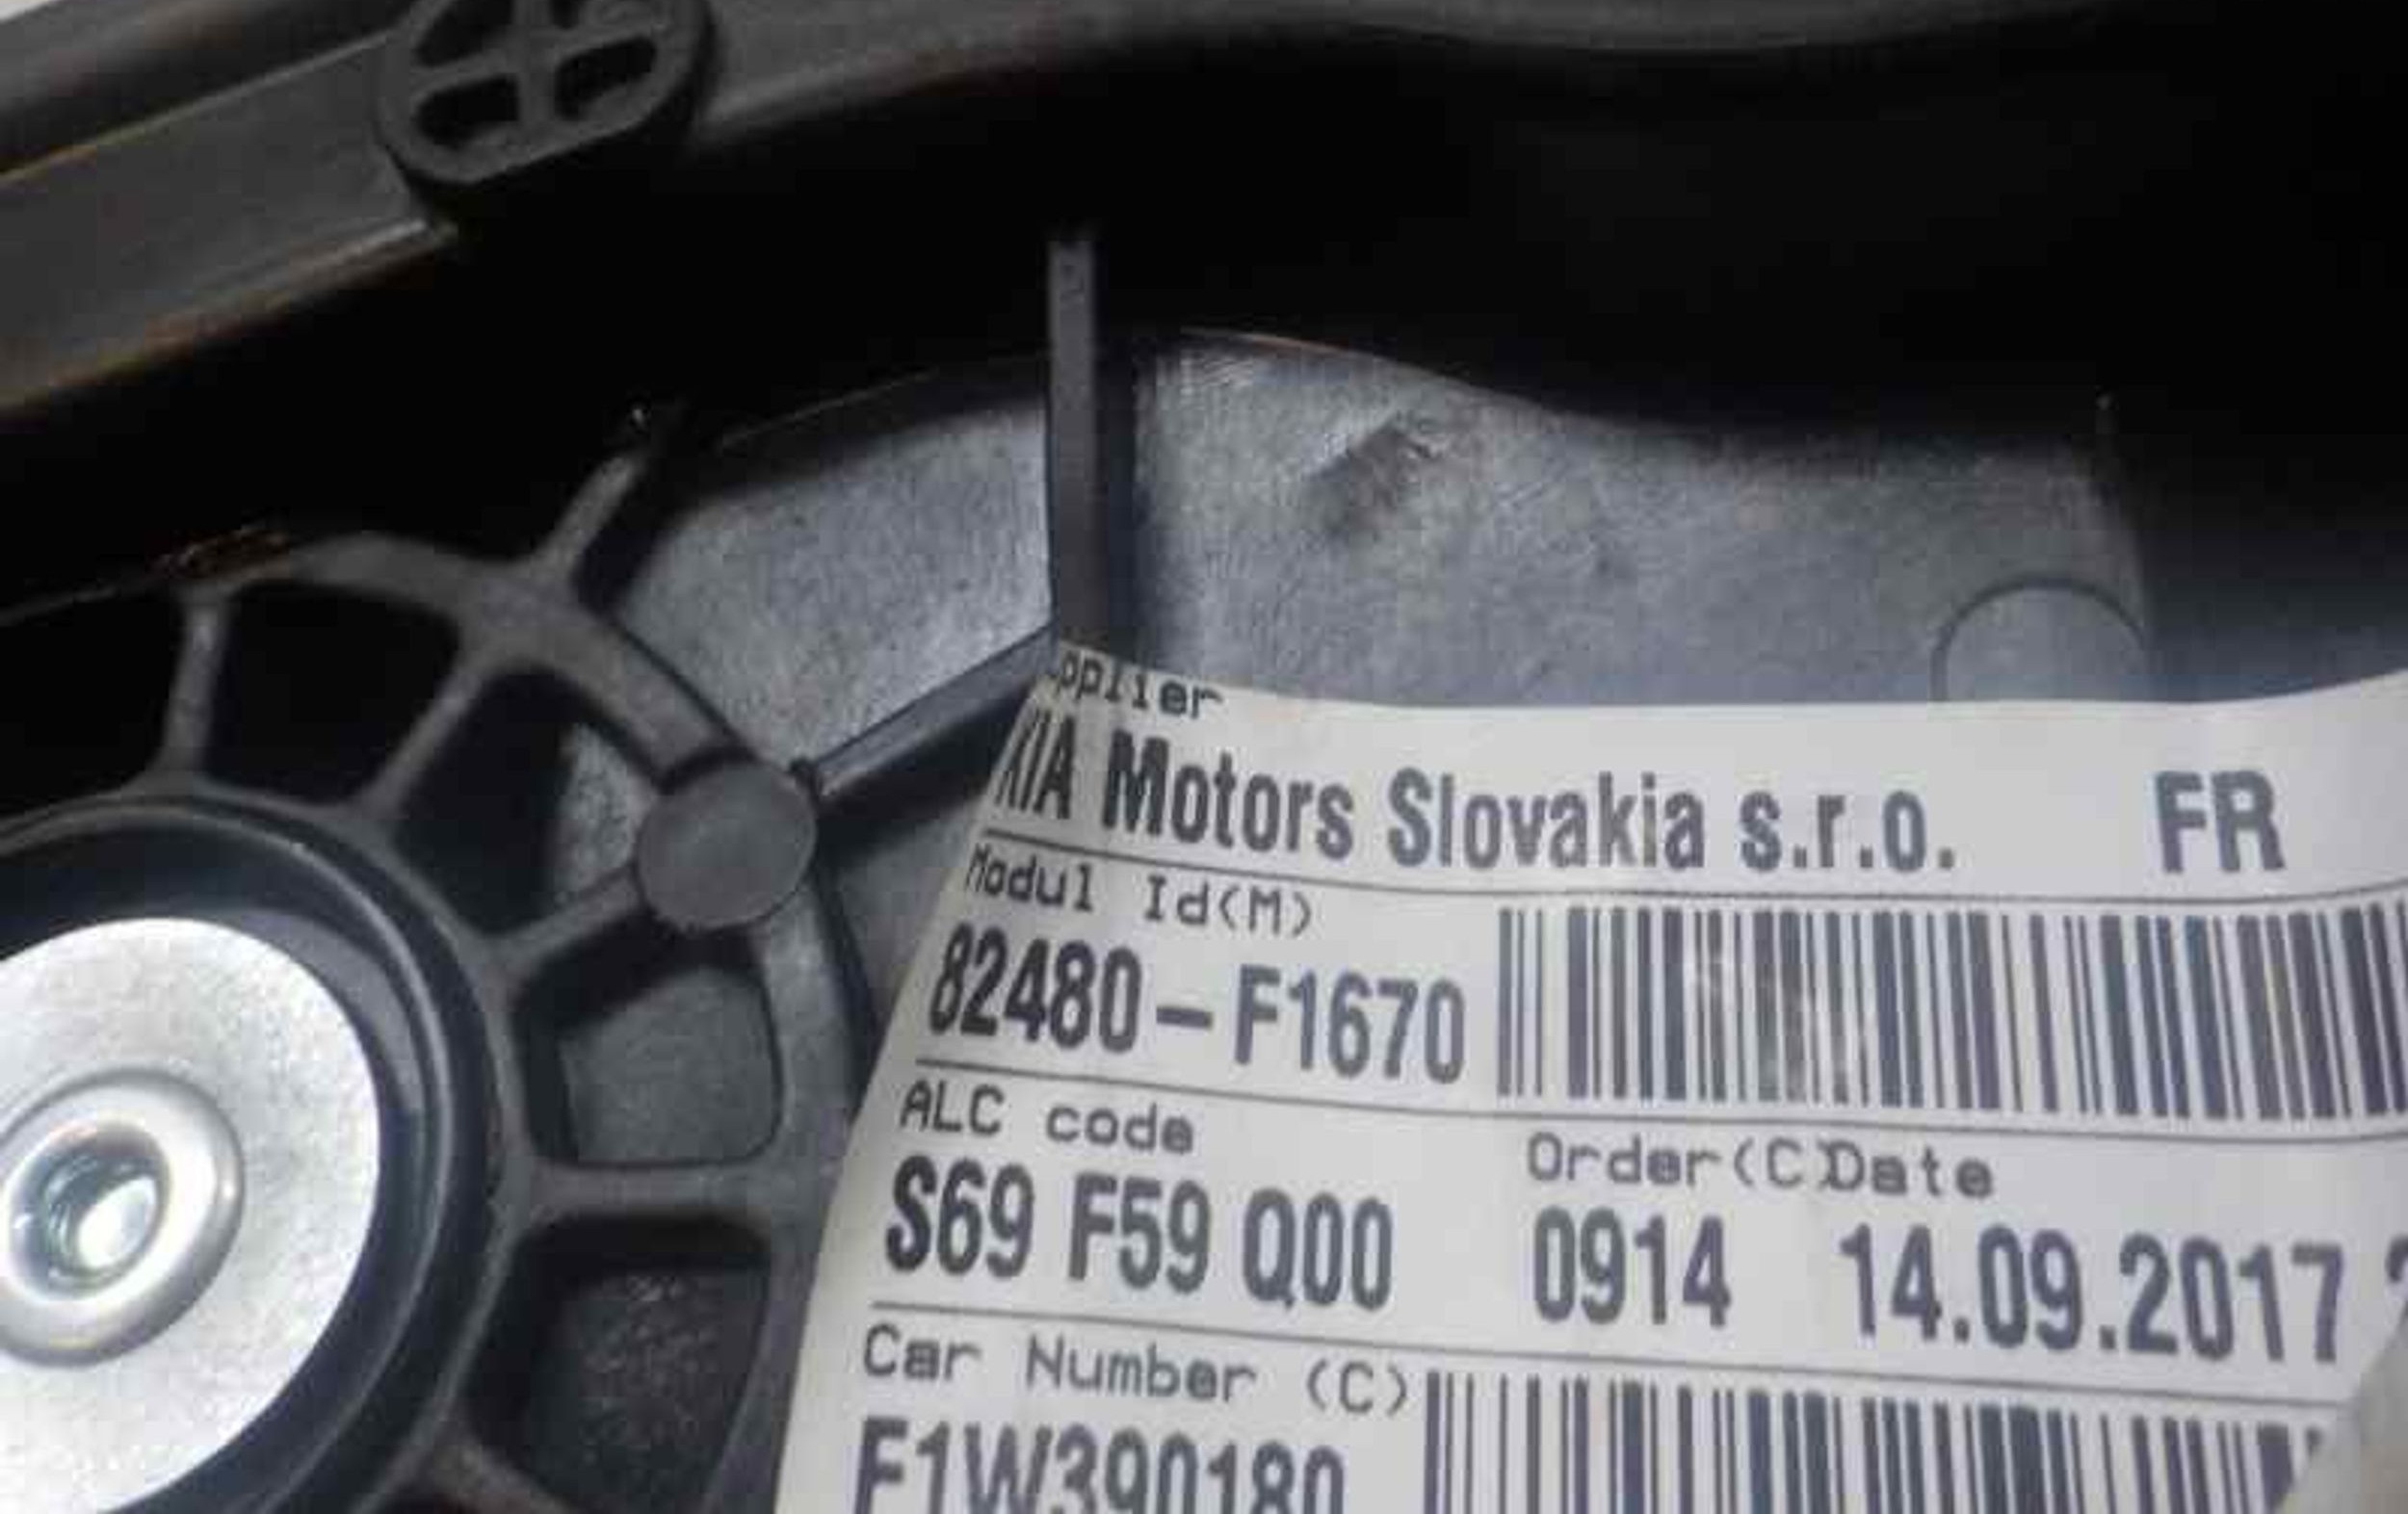 KIA Motors Slovakia s.r.o. FR
Modul Id(M)
82480-F1670
ALC code Order(C) Date
S69 F59 Q00 0914 14.09.2017
Car Number (C)
F1W390180